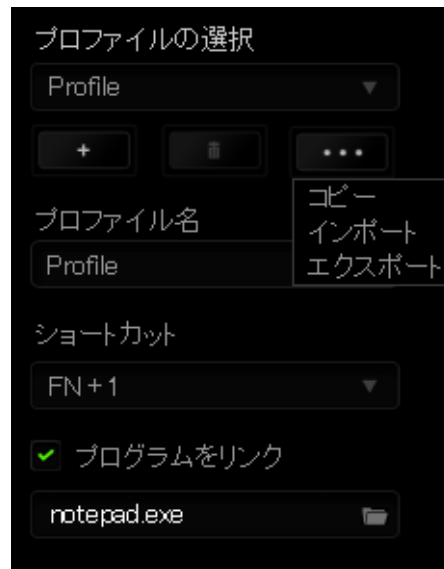 プロファイルの選択
Profile
+
•••
コピー
インポート
エクスポート
プロファイル名
Profile
ショートカット
FN + 1
プログラムをリンク
notepad.exe